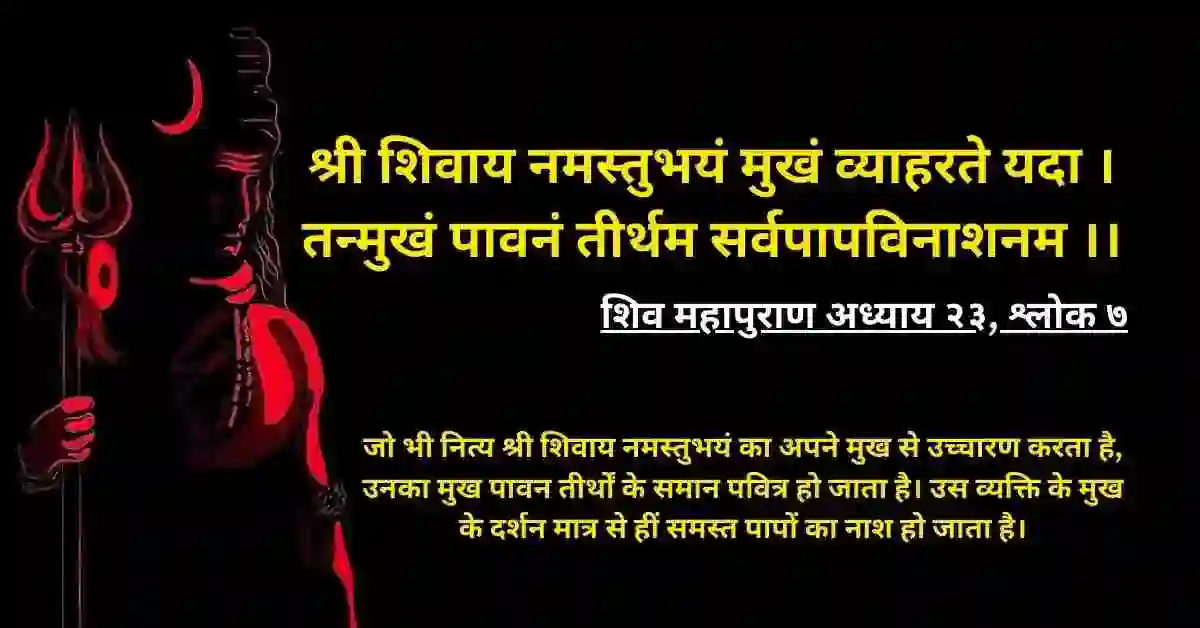 श्री शिवाय नमस्तुभयं मुखं व्याहरते यदा ।
तन्मुखं पावनं तीर्थम सर्वपापविनाशनम ।।
शिव महापुराण अध्याय २३, श्लोक ७
जो भी नित्य श्री शिवाय नमस्तुभयं का अपने मुख से उच्चारण करता है,
उनका मुख पावन तीर्थों के समान पवित्र हो जाता है। उस व्यक्ति के मुख
के दर्शन मात्र से हीं समस्त पापों का नाश हो जाता है।